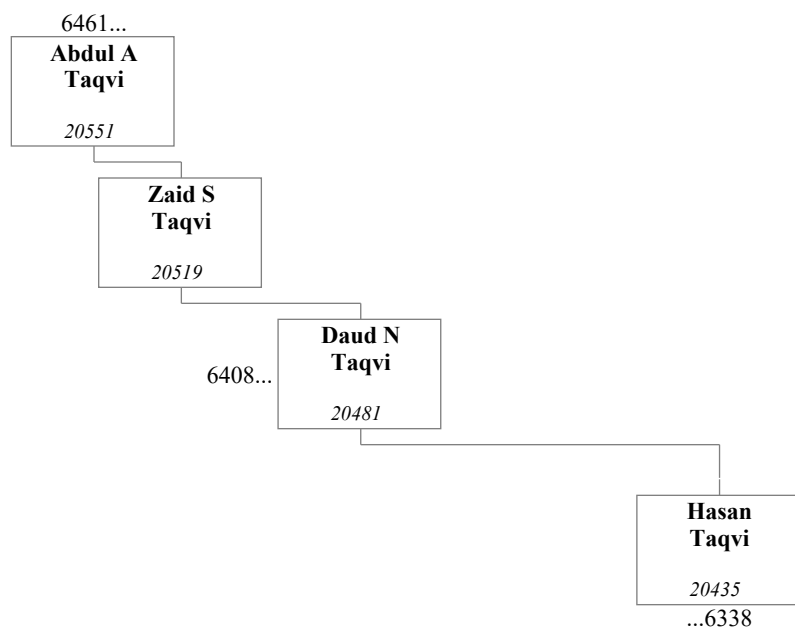 6461...
Abdul A
Taqvi
20551
Zaid S
Taqvi
20519
Daud N
Taqvi
6408...
20481
Hasan
Taqvi
20435
...6338